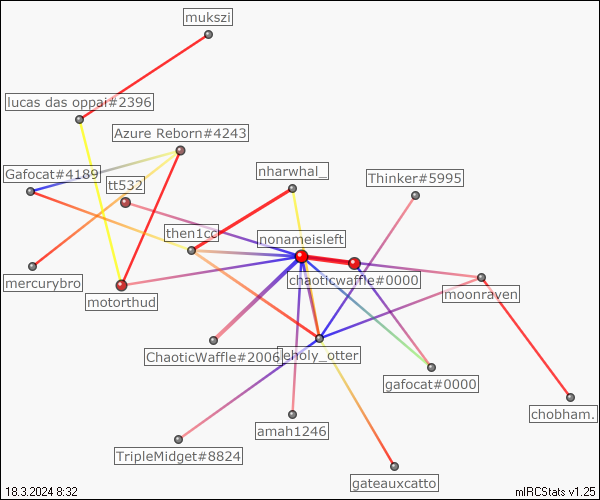 mukszi
lucas das oppai#2396
Azure Reborn#4243
Gafocat#4189
nharwhal_
Thinker#5995
tt532
then1cc
nonameisleft
mercurybro
chaoticwaffle#0000
motorthud
moonraven
ChaoticWaffle#2006
eholy_otter
gafocat#0000
chobham.
amah1246
TripleMidget#8824
gateauxcatto
18.3.2024 8:32
mIRCStats v1.25